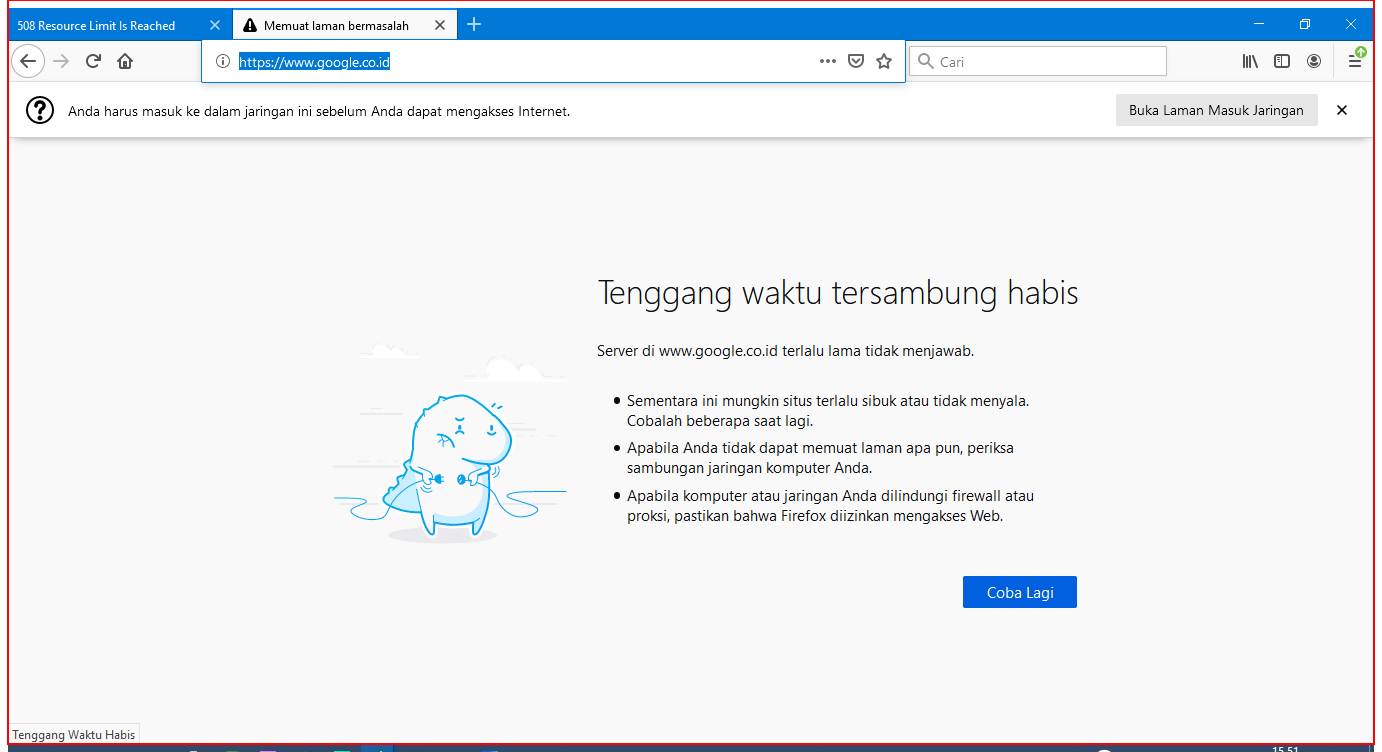 508 Resource Limit Is Reached
Memuat laman bermasalah
https://www.google.co.id
Cari
Anda harus masuk ke dalam jaringan ini sebelum Anda dapat mengakses Internet.
Buka Laman Masuk Jaringan
Tenggang waktu tersambung habis
Server di www.google.co.id terlalu lama tidak menjawab.
Sementara ini mungkin situs terlalu sibuk atau tidak menyala.
Cobalah beberapa saat lagi.
Apabila Anda tidak dapat memuat laman apa pun, periksa
sambungan jaringan komputer Anda.
Apabila komputer atau jaringan Anda dilindungi firewall atau
proksi, pastikan bahwa Firefox diizinkan mengakses Web.
Coba Lagi
Tenggang Waktu Habis
15.51